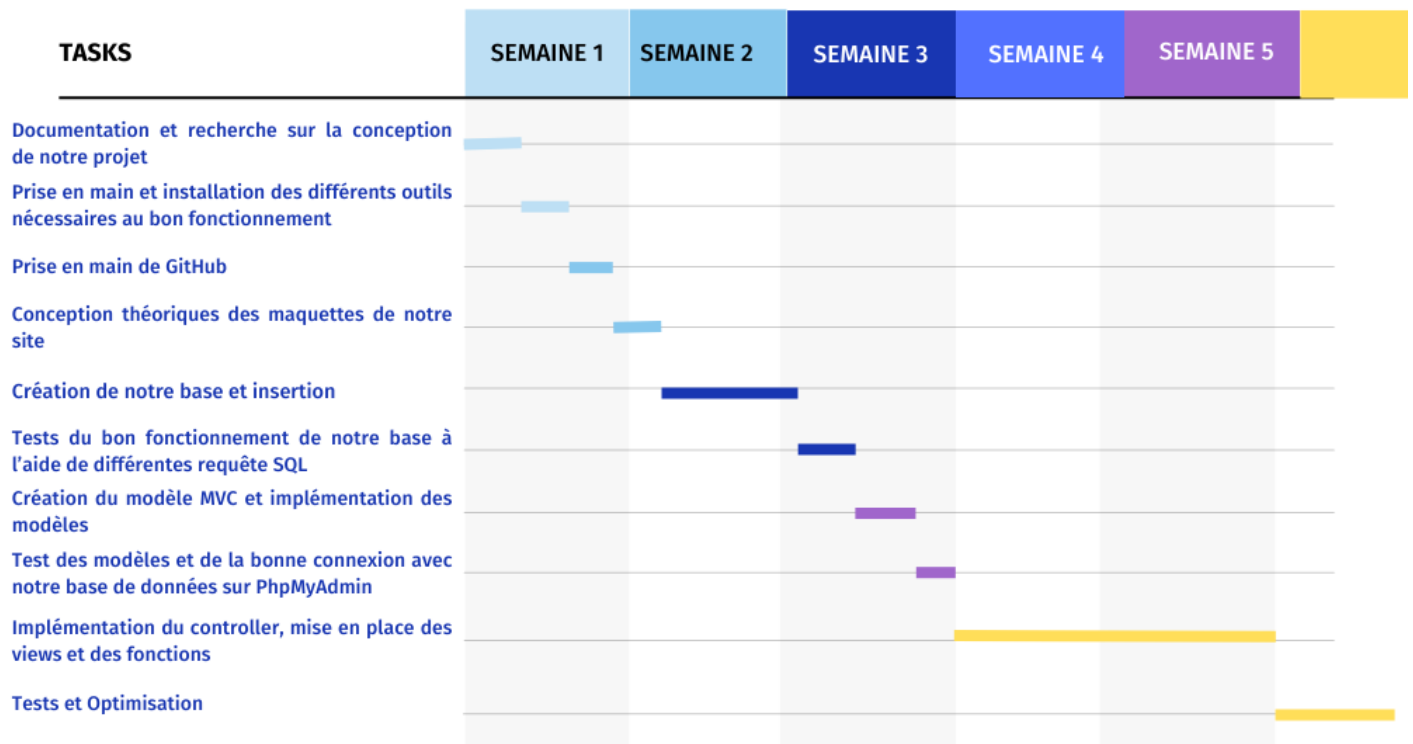 TASKS
SEMAINE 1
SEMAINE 2
SEMAINE 3
SEMAINE 4
SEMAINE 5
Documentation et recherche sur la conception
de notre projet
Prise en main et installation des différents outils
nécessaires au bon fonctionnement
Prise en main de GitHub
Conception théoriques des maquettes de notre
site
Création de notre base et insertion
Tests du bon fonctionnement de notre base à
l’aide de différentes requête SQL
Création du modèle MVC et implémentation des
modèles
Test des modèles et de la bonne connexion avec
notre base de données sur PhpMyAdmin
Implémentation du controller, mise en place des
views et des fonctions
Tests et Optimisation